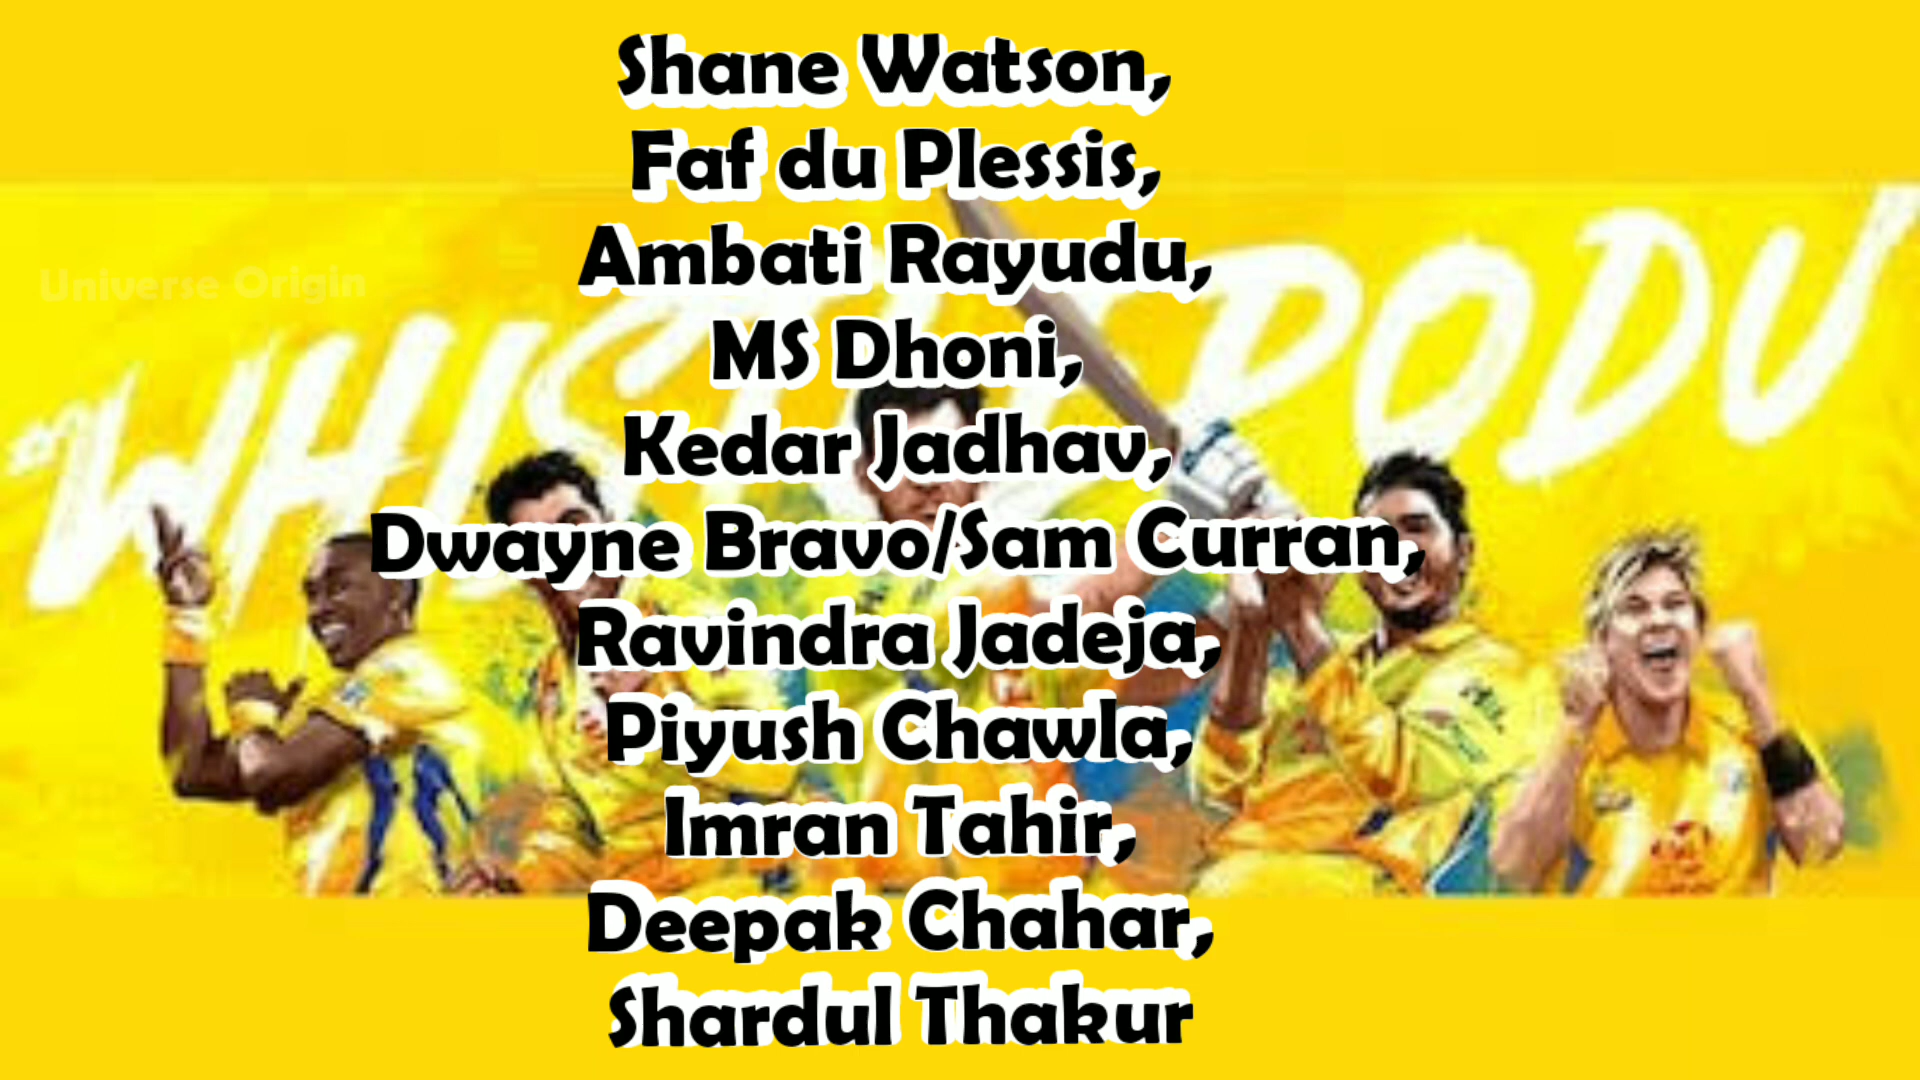 Shane Watson,
Faf du Plessis,
Ambati Rayudu,
MS Dhoni,
Kedar Jadhav,
Dwayne Bravo/Sam Curran,
Ravindra Jadeja,
Piyush Chawla,
Imran Tahir,
Deepak Chahar,
Shardul Thakur
Universe Origin
#WHISTLEPODU